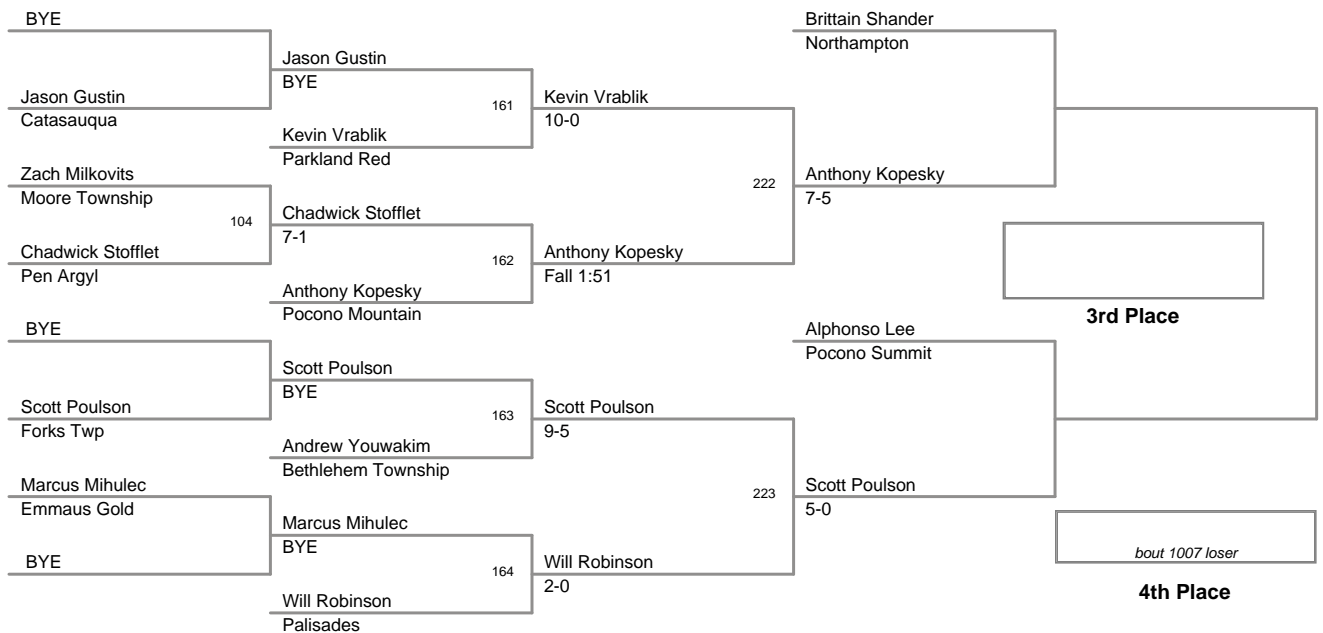 BYE
Brittain Shander
Northampton
Jason Gustin
BYE
Jason Gustin
Catasauqua
161
Kevin Vrablik
10-0
Kevin Vrablik
Parkland Red
Zach Milkovits
Moore Township
222
Anthony Kopesky
7-5
104
Chadwick Stofflet
7-1
Chadwick Stofflet
Pen Argyl
162
Anthony Kopesky
Fall 1:51
Anthony Kopesky
Pocono Mountain
3rd Place
BYE
Alphonso Lee
Pocono Summit
Scott Poulson
BYE
Scott Poulson
Forks Twp
163
Scott Poulson
9-5
Andrew Youwakim
Bethlehem Township
Marcus Mihulec
Emmaus Gold
223
Scott Poulson
5-0
Marcus Mihulec
BYE
BYE
164
Will Robinson
2-0
bout 1007 loser
4th Place
Will Robinson
Palisades